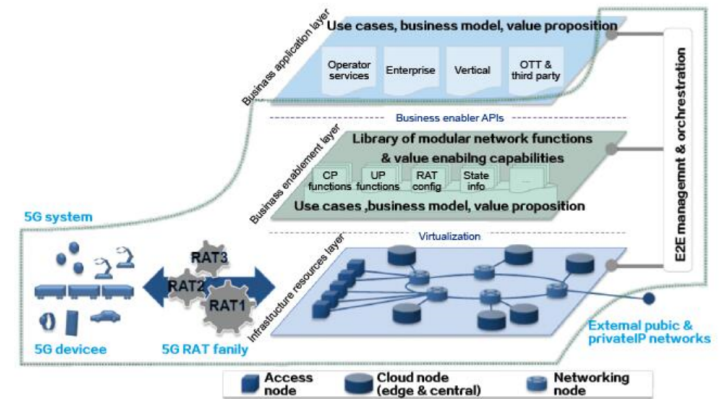 Use cases, business model, value proposition
Business application layer
Operator
services
Enterprise
Vertical
OTT &
third party
Business enabler APIs
Library of modular network functions
& value enabilng capabilities
Business enablement layer
CP
functions
UP
functions
RAT
config
State
info
...
Use cases ,business model, value proposition
Virtualization
Infrastructure resources layer
E2E managemnt & orchrestration
5G system
RAT3
RAT2
RAT1
5G devicee
5G RAT fanily
External pubic &
privateIP networks
Access
node
Cloud node
(edge & central)
Networking
node